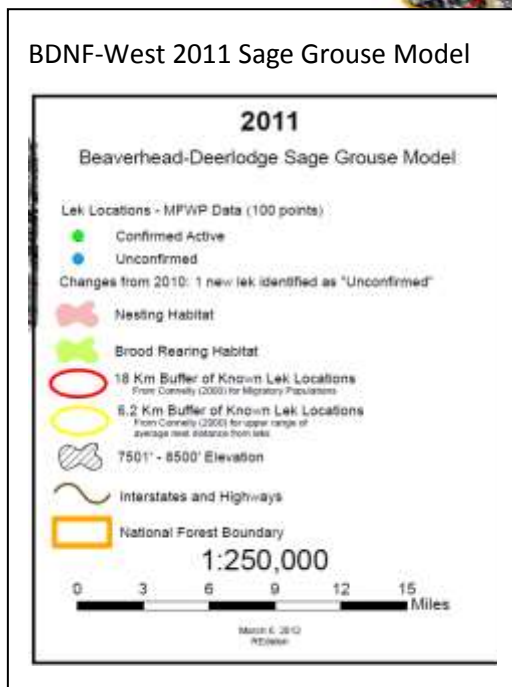 BDNF-West 2011 Sage Grouse Model
2011
Beaverhead-Deerlodge Sage Grouse Model
Lek Locations - MFWP Data (100 points)
Confirmed Active
Unconfirmed
Changes from 2010: 1 new lek identified as "Unconfirmed"
Nesting Habitat
Brood Rearing Habitat
18 Km Buffer of Known Lek Locations
From Connelly (2000) for Migratory Populations
6.2 Km Buffer of Known Lek Locations
From Connelly (2000) for upper range of
average nest distance from leks
7501' - 8500' Elevation
Interstates and Highways
National Forest Boundary
1:250,000
0 3 6 9 12 15
Miles
March 6, 2012